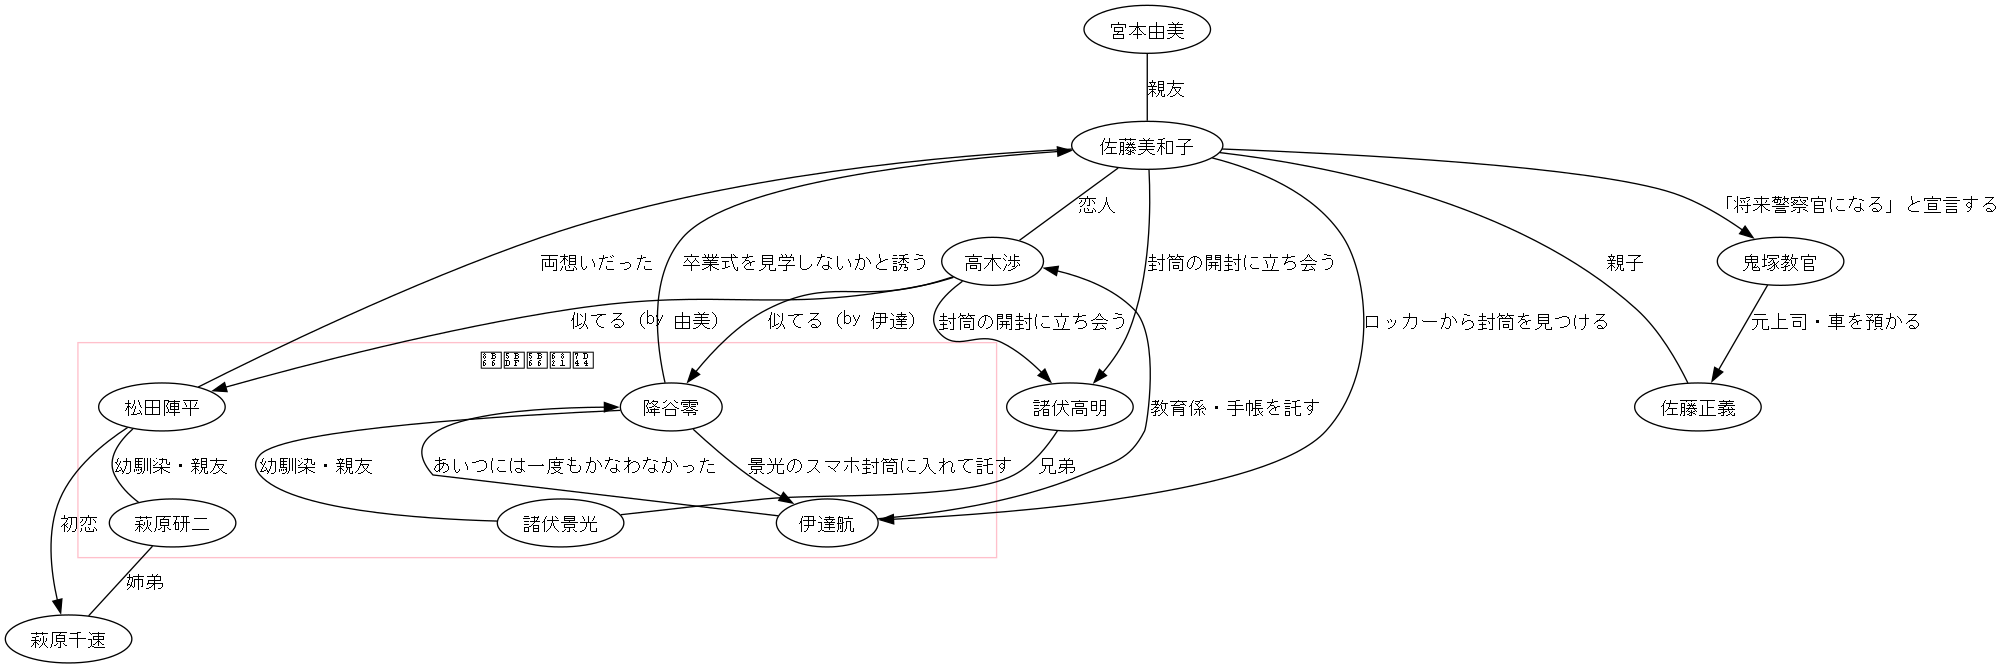 宮本由美
親友
佐藤美和子
恋人
「将来警察官になる」と宣言する
両想いだった
卒業式を見学しないかと誘う
高木渉
封筒の開封に立ち会う
親子
鬼塚教官
似てる（by 由美）
似てる（by 伊達）
封筒の開封に立ち会う
ロッカーから封筒を見つける
元上司・車を預かる
松田陣平
降谷零
諸伏高明
教育係・手帳を託す
佐藤正義
幼馴染・親友
幼馴染・親友
あいつには一度もかなわなかった
景光のスマホ封筒に入れて託す
兄弟
初恋
萩原研二
諸伏景光
伊達航
姉弟
萩原千速